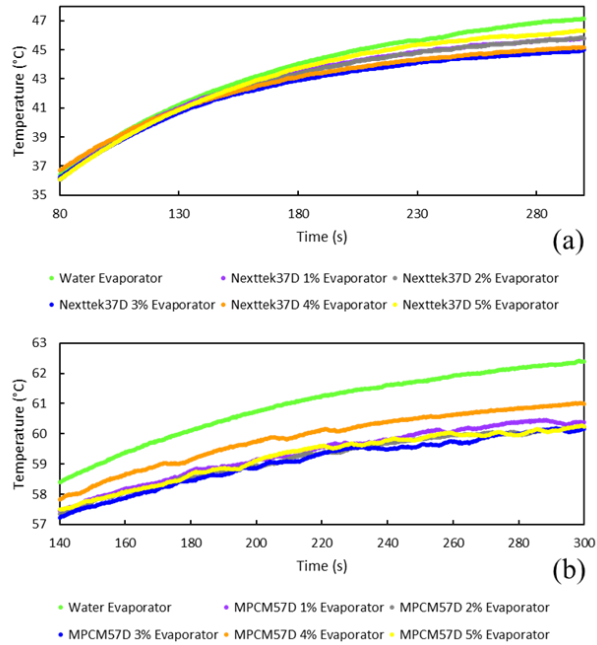 47
43
39
37
35
Temperature (°C)
80 130 180 230 280
Time (s)
(a)
Water Evaporator Nexttek37D 1% Evaporator Nexttek37D 2% Evaporator
Nexttek37D 3% Evaporator Nexttek37D 4% Evaporator Nexttek37D 5% Evaporator
63
62
61
60
59
58
57
Temperature (°C)
140 160 180 200 220 240 260 280 300
Time (s)
(b)
Water Evaporator MPCM57D 1% Evaporator MPCM57D 2% Evaporator
MPCM57D 3% Evaporator MPCM57D 4% Evaporator MPCM57D 5% Evaporator